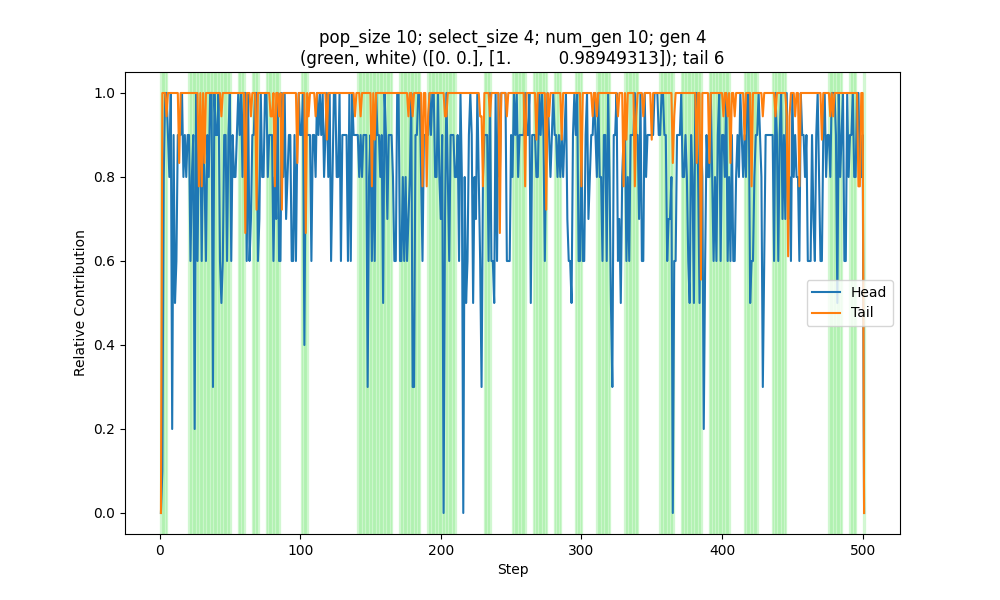 pop_size 10; select_size 4; num_gen 10; gen 4
(green, white) ([0. 0.], [1.          0.98949313]); tail 6
1.0
0.8
0.6
0.4
0.2
0.0
Relative Contribution
Head
Tail
0
100
200
300
400
500
Step